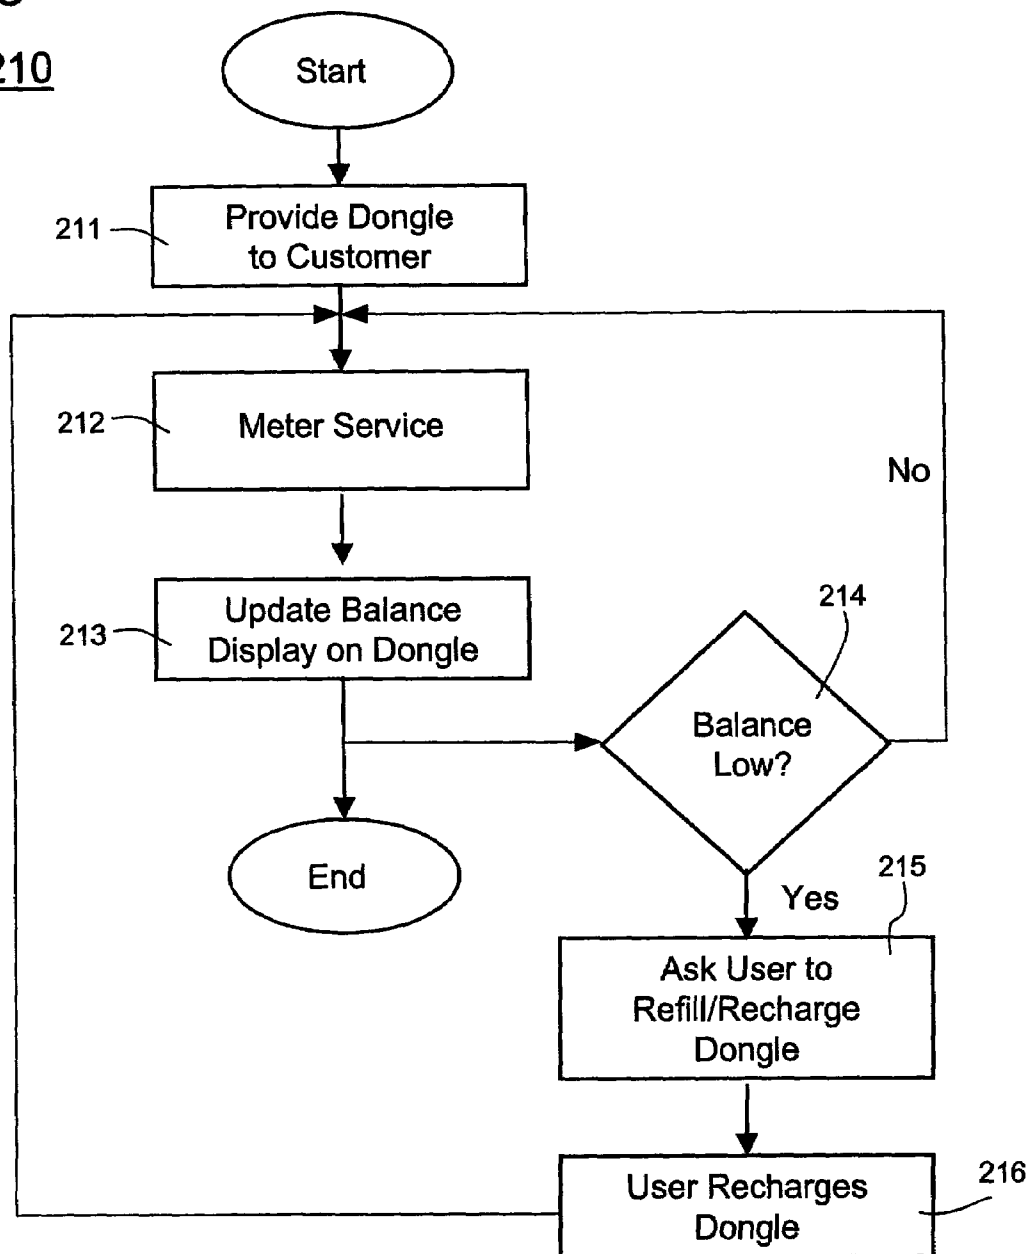 210
Start
211
Provide Dongle
to Customer
212
Meter Service
No
213
Update Balance
Display on Dongle
214
Balance
Low?
End
Yes
215
Ask User to
Refill/Recharge
Dongle
216
User Recharges
Dongle